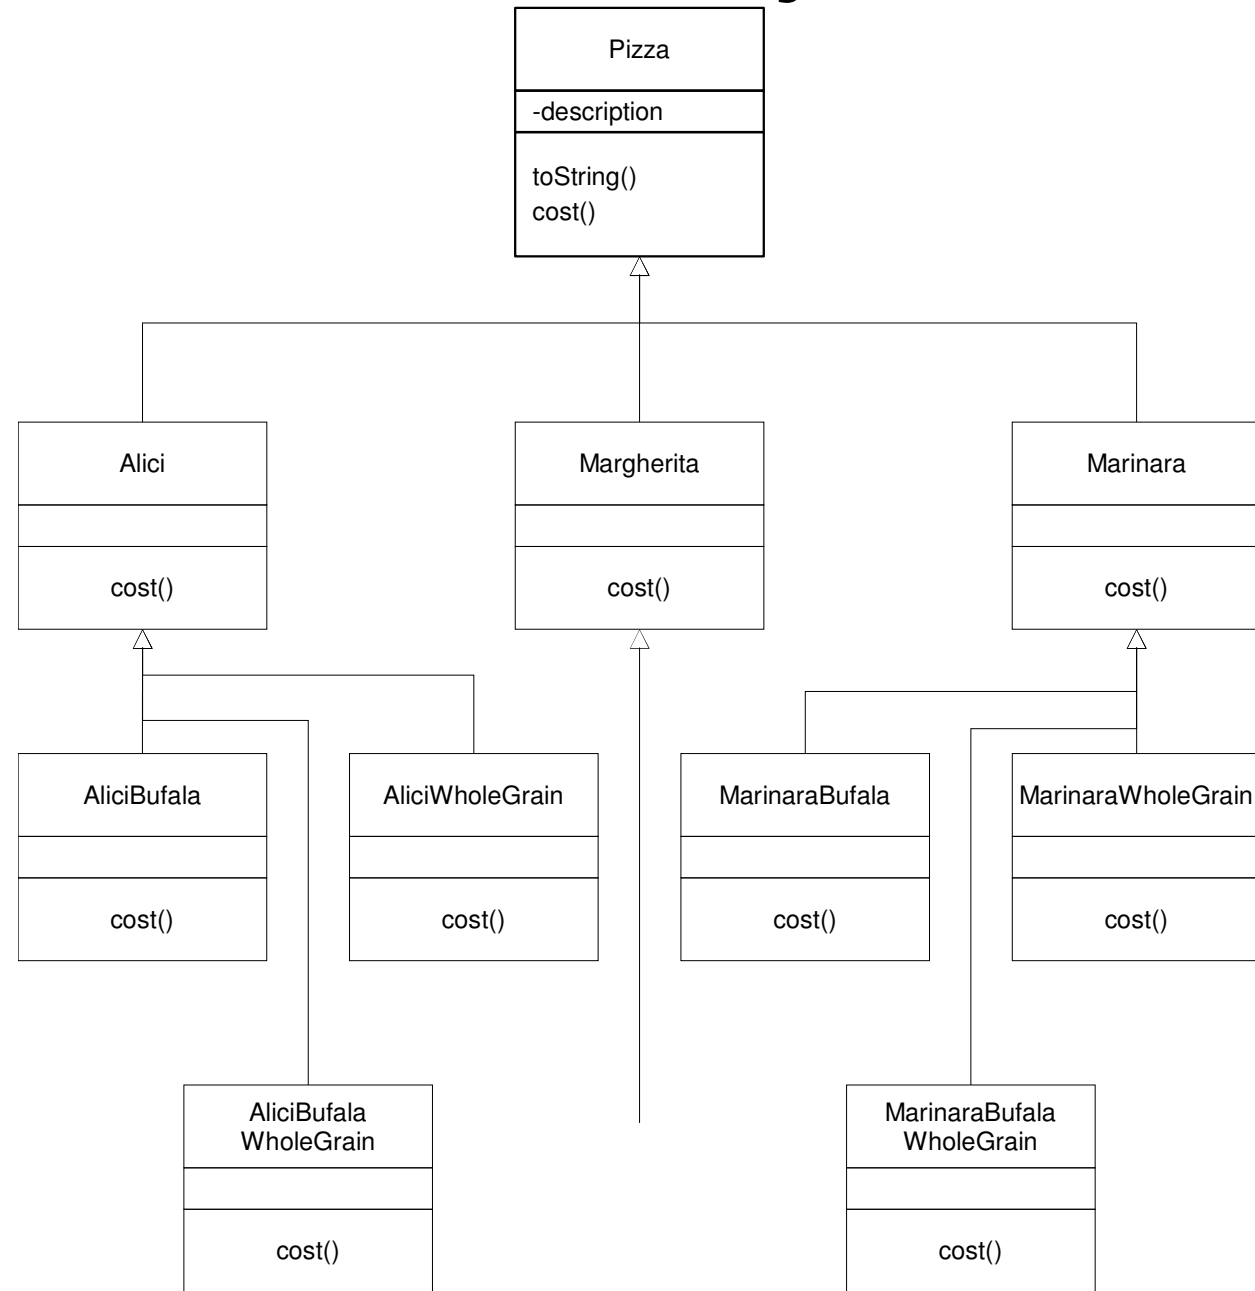 Pizza
-description
toString()
cost()
Alici
cost()
Margherita
cost()
Marinara
cost()
AliciBufala
cost()
AliciWholeGrain
cost()
MarinaraBufala
cost()
MarinaraWholeGrain
cost()
AliciBufala
WholeGrain
cost()
MarinaraBufala
WholeGrain
cost()